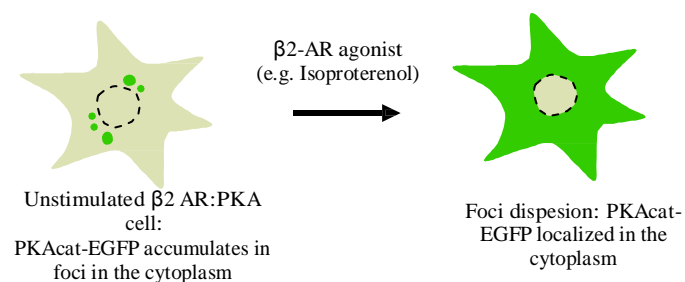 β2-AR agonist
(e.g. Isoproterenol)
Unstimulated β2 AR:PKA
cell:
PKAcat-EGFP accumulates in
foci in the cytoplasm
Foci dispesion: PKAcat-
EGFP localized in the
cytoplasm